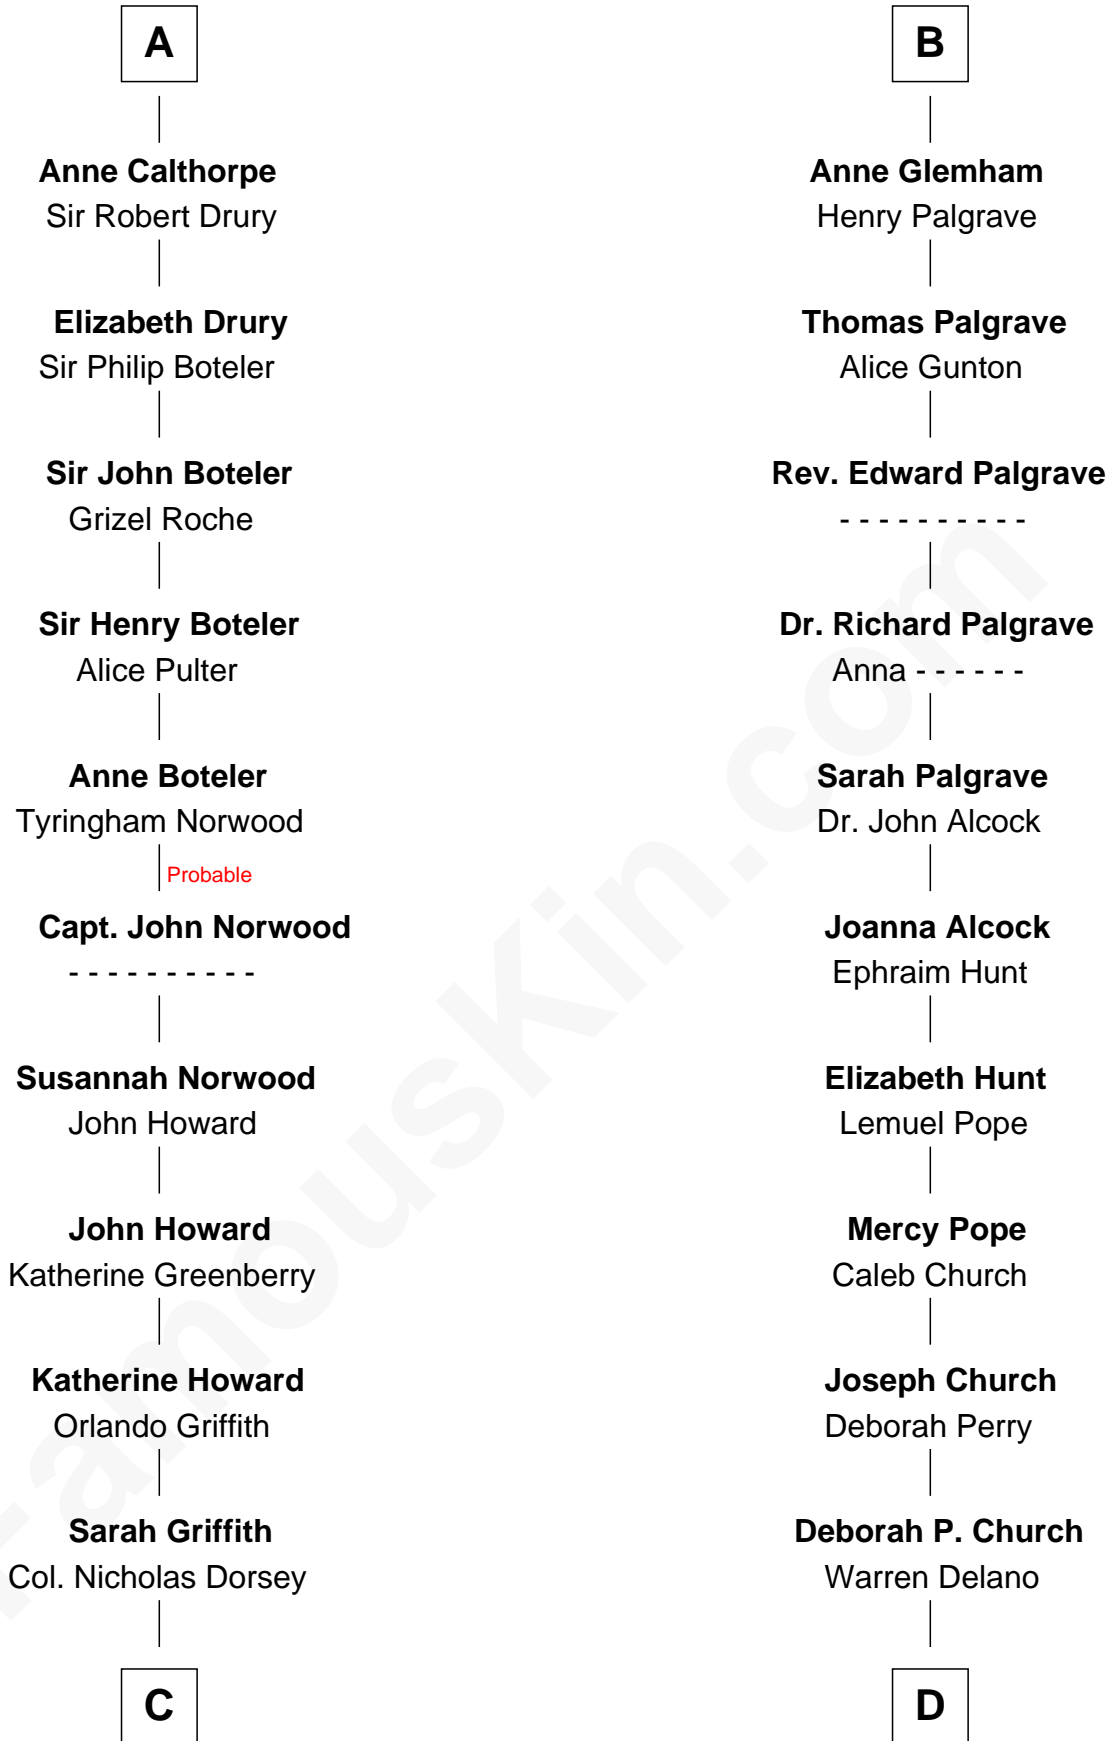 A
Anne Calthorpe
Sir Robert Drury
Elizabeth Drury
Sir Philip Boteler
Sir John Boteler
Grizel Roche
Sir Henry Boteler
Alice Pulter
Anne Boteler
Tyringham Norwood
Probable
Capt. John Norwood
- - - - - - - - - -
Susannah Norwood
John Howard
John Howard
Katherine Greenberry
Katherine Howard
Orlando Griffith
Sarah Griffith
Col. Nicholas Dorsey
C
B
Anne Glemham
Henry Palgrave
Thomas Palgrave
Alice Gunton
Rev. Edward Palgrave
- - - - - - - - - -
Dr. Richard Palgrave
Anna - - - - - -
Sarah Palgrave
Dr. John Alcock
Joanna Alcock
Ephraim Hunt
Elizabeth Hunt
Lemuel Pope
Mercy Pope
Caleb Church
Joseph Church
Deborah Perry
Deborah P. Church
Warren Delano
D
FamousKin.com